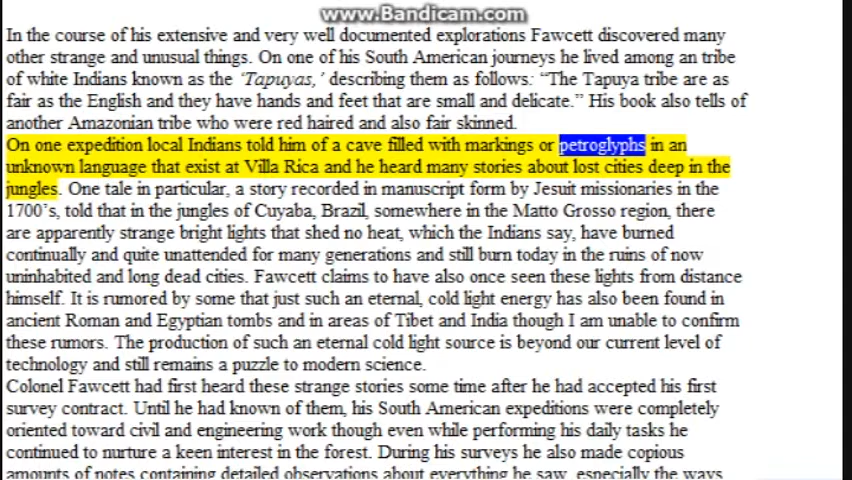 www.Bandicam.com
In the course of his extensive and very well documented explorations Fawcett discovered many
other strange and unusual things. On one of his South American journeys he lived among an tribe
of white Indians known as the ‘Tapuyas,’ describing them as follows: “The Tapuya tribe are as
fair as the English and they have hands and feet that are small and delicate.” His book also tells of
another Amazonian tribe who were red haired and also fair skinned.
On one expedition local Indians told him of a cave filled with markings or petroglyphs in an
unknown language that exist at Villa Rica and he heard many stories about lost cities deep in the
jungles. One tale in particular, a story recorded in manuscript form by Jesuit missionaries in the
1700’s, told that in the jungles of Cuyaba, Brazil, somewhere in the Matto Grosso region, there
are apparently strange bright lights that shed no heat, which the Indians say, have burned
continually and quite unattended for many generations and still burn today in the ruins of now
uninhabited and long dead cities. Fawcett claims to have also once seen these lights from distance
himself. It is rumored by some that just such an eternal, cold light energy has also been found in
ancient Roman and Egyptian tombs and in areas of Tibet and India though I am unable to confirm
these rumors. The production of such an eternal cold light source is beyond our current level of
technology and still remains a puzzle to modern science.
Colonel Fawcett had first heard these strange stories some time after he had accepted his first
survey contract. Until he had known of them, his South American expeditions were completely
oriented toward civil and engineering work though even while performing his daily tasks he
continued to nurture a keen interest in the forest. During his surveys he also made copious
amounts of notes containing detailed observations about everything he saw, especially the ways